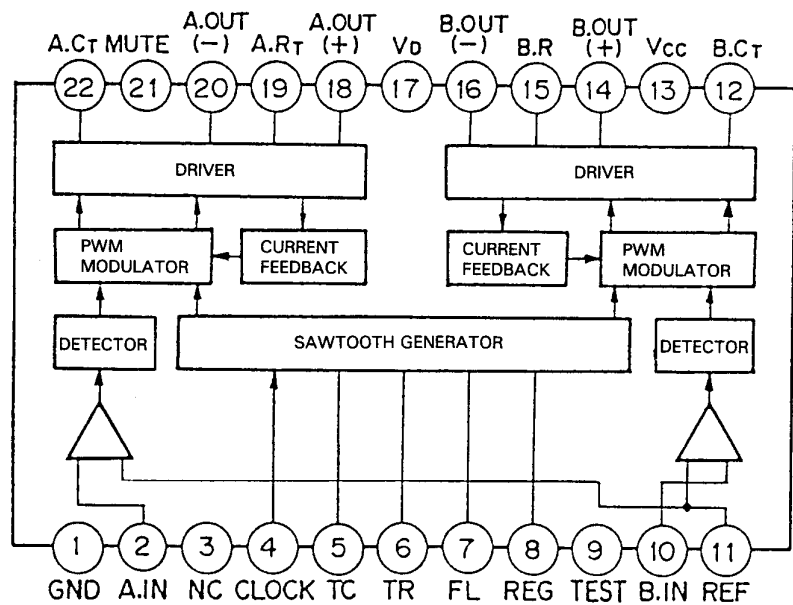 A.CT MUTE A.OUT (-) A.RT A.OUT (+) VD B.OUT (-) B.R B.OUT (+) VCC B.CT
22 21 20 19 18 17 16 15 14 13 12
DRIVER DRIVER
PWM MODULATOR CURRENT FEEDBACK CURRENT FEEDBACK PWM MODULATOR
DETECTOR SAWTOOTH GENERATOR DETECTOR
1 2 3 4 5 6 7 8 9 10 11
GND A.IN NC CLOCK TC TR FL REG TEST B.IN REF